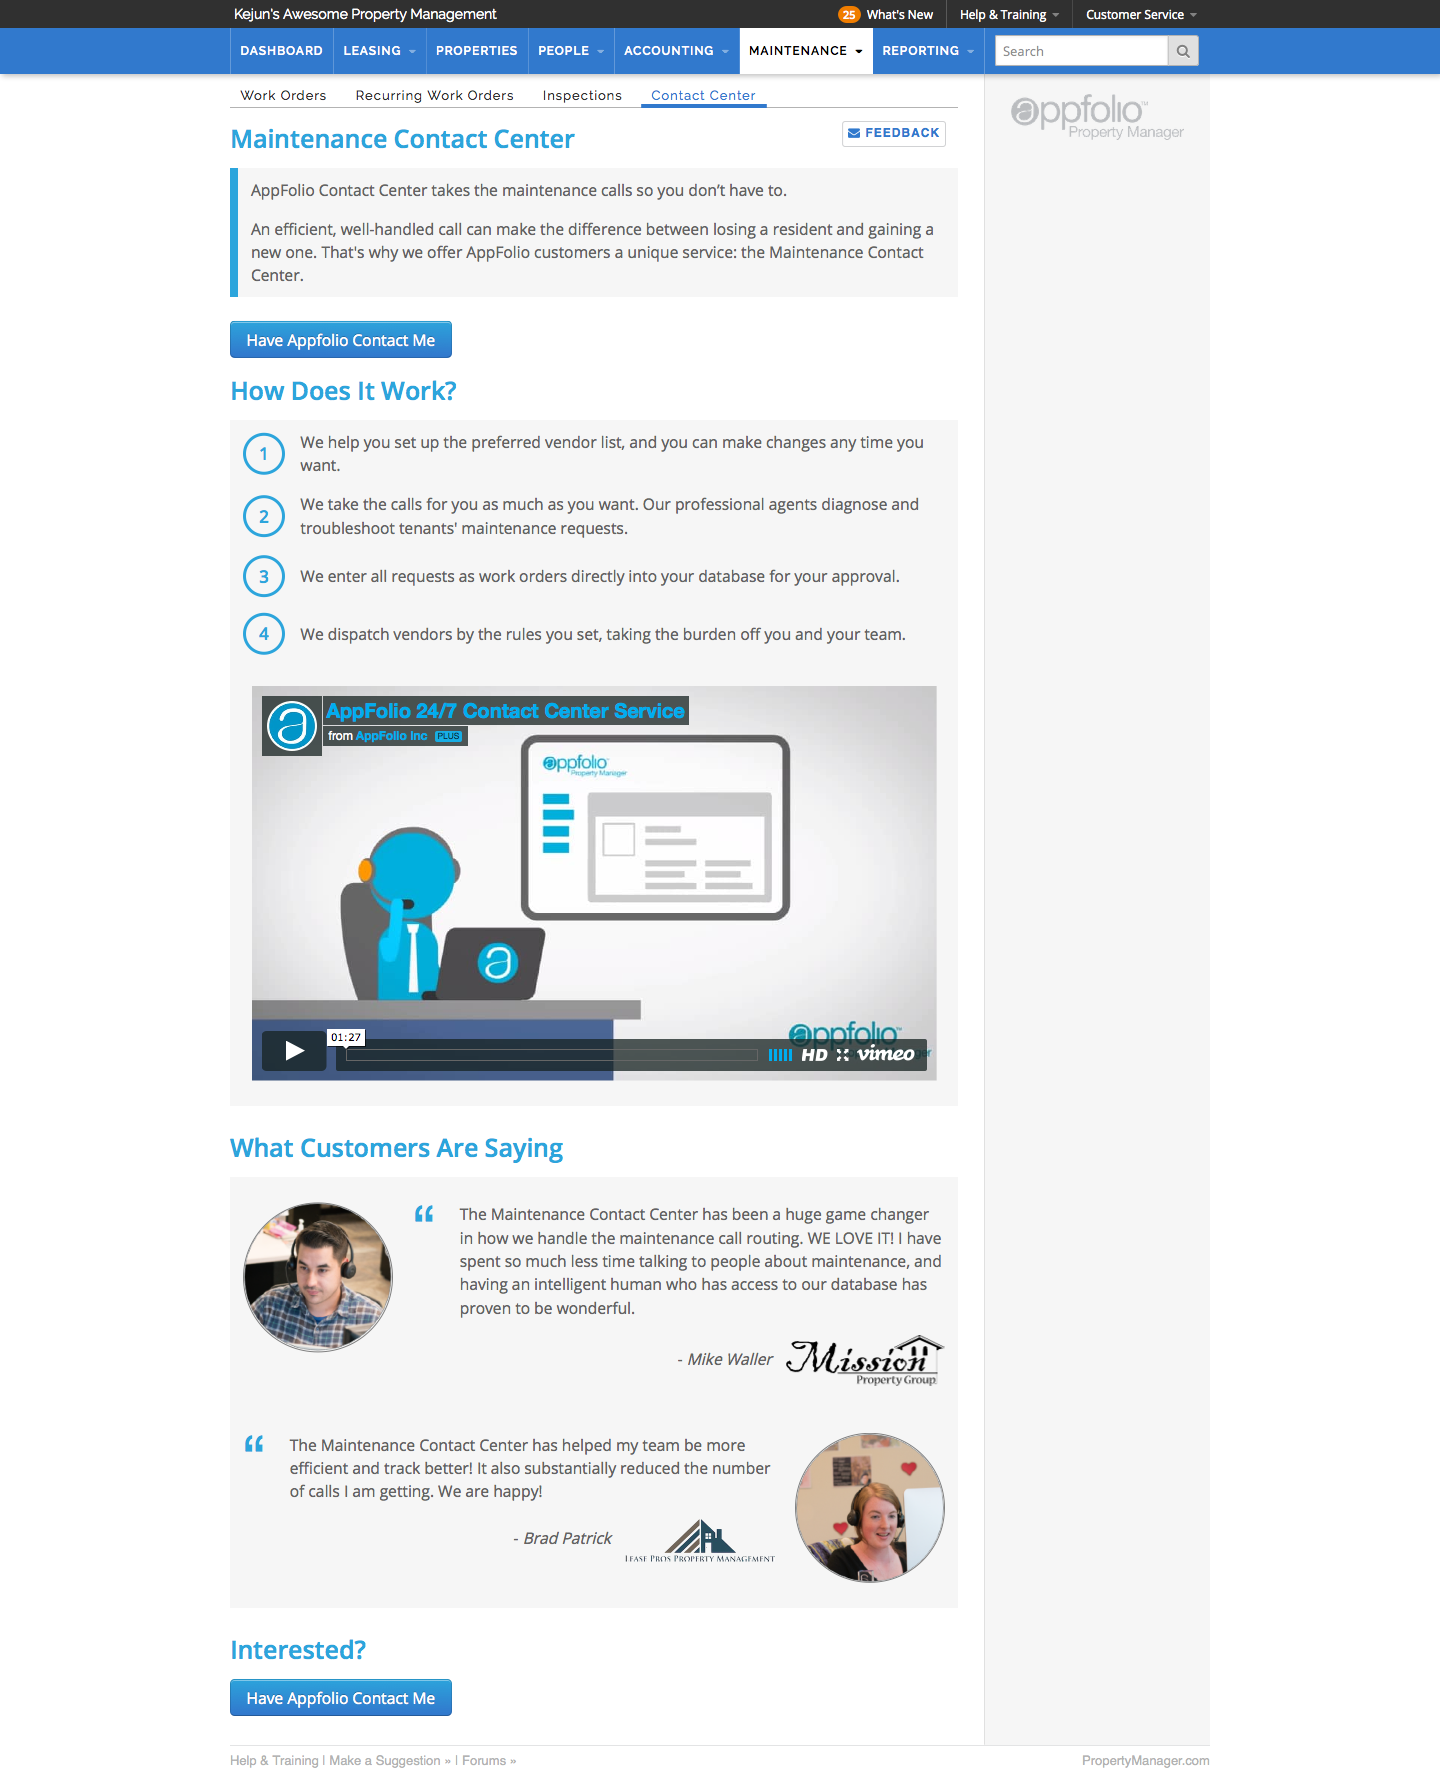 Kejun's Awesome Property Management
25 What's New
Help & Training
Customer Service
DASHBOARD
LEASING
PROPERTIES
PEOPLE
ACCOUNTING
MAINTENANCE
REPORTING
Search
Work Orders
Recurring Work Orders
Inspections
Contact Center
appfolio™
Property Manager
Maintenance Contact Center
FEEDBACK
AppFolio Contact Center takes the maintenance calls so you don't have to.
An efficient, well-handled call can make the difference between losing a resident and gaining a
new one. That's why we offer AppFolio customers a unique service: the Maintenance Contact
Center.
Have Appfolio Contact Me
How Does It Work?
1 We help you set up the preferred vendor list, and you can make changes any time you
want.
2 We take the calls for you as much as you want. Our professional agents diagnose and
troubleshoot tenants' maintenance requests.
3 We enter all requests as work orders directly into your database for your approval.
4 We dispatch vendors by the rules you set, taking the burden off you and your team.
a AppFolio 24/7 Contact Center Service
from AppFolio Inc PLUS
appfolio
Property Manager
a
appfolio™
01:27
HD vimeo
What Customers Are Saying
“ The Maintenance Contact Center has been a huge game changer
in how we handle the maintenance call routing. WE LOVE IT! I have
spent so much less time talking to people about maintenance, and
having an intelligent human who has access to our database has
proven to be wonderful.
- Mike Waller
Mission
Property Group
“ The Maintenance Contact Center has helped my team be more
efficient and track better! It also substantially reduced the number
of calls I am getting. We are happy!
- Brad Patrick
LEASE PROS PROPERTY MANAGEMENT
Interested?
Have Appfolio Contact Me
Help & Training | Make a Suggestion » | Forums »
PropertyManager.com